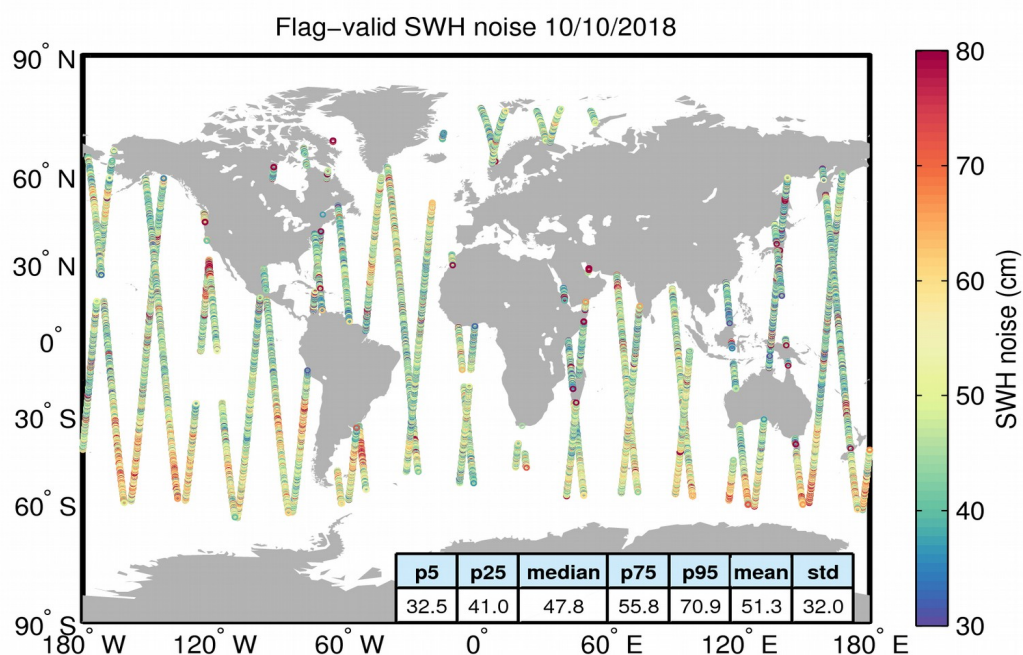 Flag−valid SWH noise 10/10/2018
90° N
60° N
30° N
0°
30° S
60° S
90° S
180° W
120° W
60° W
0°
60° E
120° E
180° E
p5 p25 median p75 p95 mean std
32.5 41.0 47.8 55.8 70.9 51.3 32.0
80
70
60
50
40
30
SWH noise (cm)